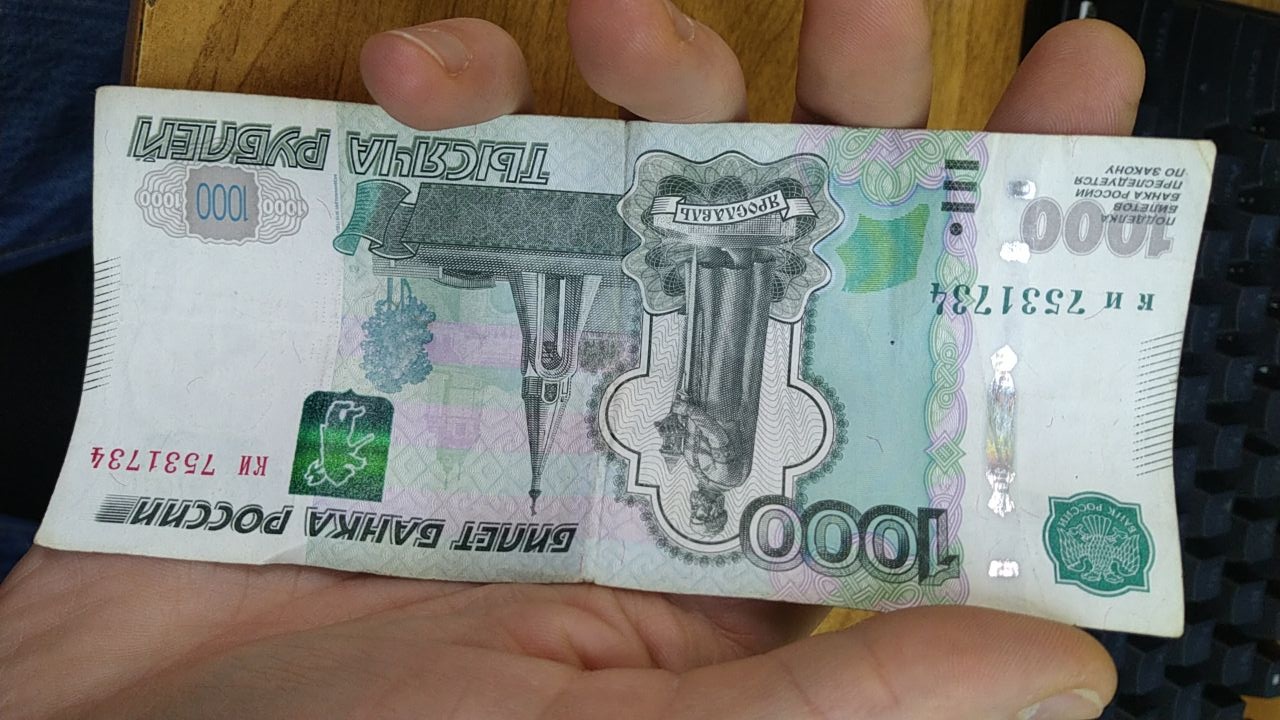 БАНК РОССИИ
1000
БИЛЕТ БАНКА РОССИИ
ки 7531734
ки 7531734
1000
ПОДДЕЛКА
БИЛЕТОВ
БАНКА РОССИИ
ПРЕСЛЕДУЕТСЯ
ПО ЗАКОНУ
ЯРОСЛАВЛЬ
1000 1000 1000
ТЫСЯЧА РУБЛЕЙ